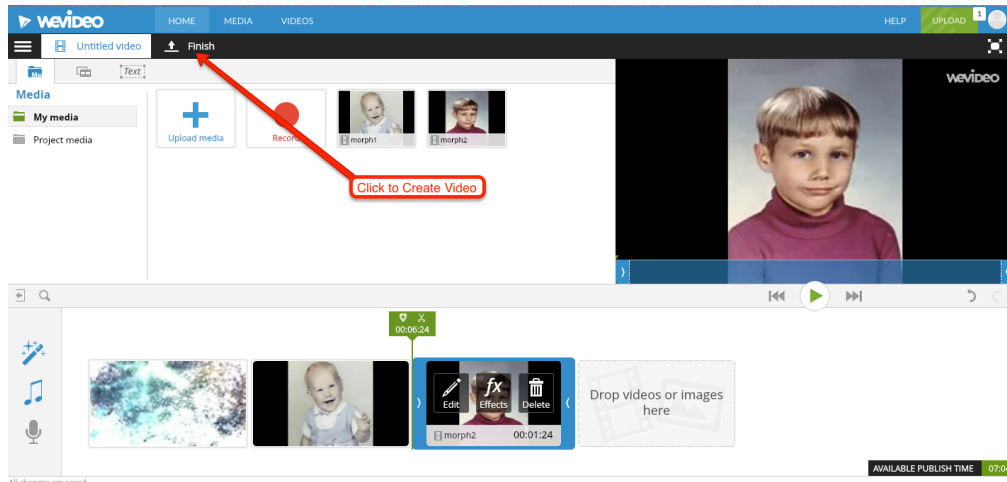 WeVIDEO
HOME MEDIA VIDEOS HELP UPLOAD 1
Untitled video Finish
Text
Media
My media
Project media
Upload media
Record
morph1
morph2
Click to Create Video
WeVIDEO
00:06:24
Edit Effects Delete
morph2 00:01:24
Drop videos or images
here
AVAILABLE PUBLISH TIME